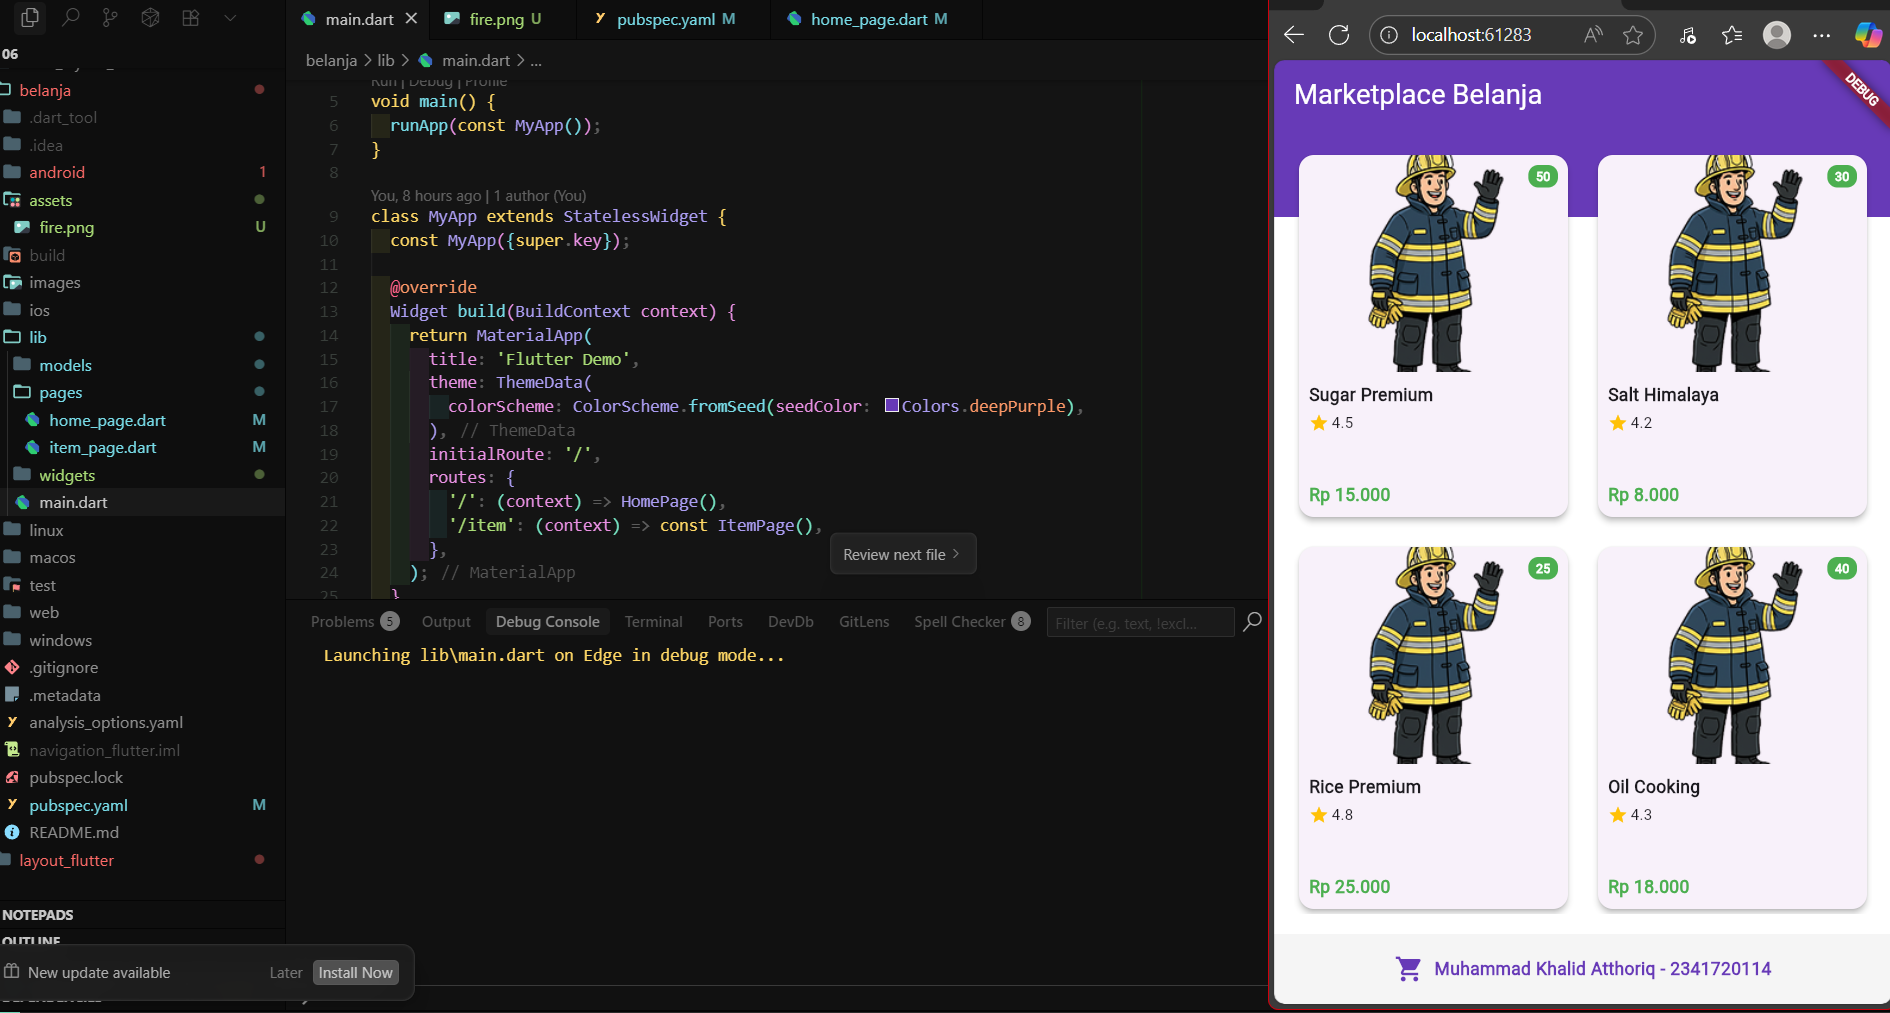 06
belanja
.dart_tool
.idea
android 1
assets
fire.png U
build
images
ios
lib
models
pages
home_page.dart M
item_page.dart M
widgets
main.dart
linux
macos
test
web
windows
.gitignore
.metadata
analysis_options.yaml
navigation_flutter.iml
pubspec.lock
pubspec.yaml M
README.md
layout_flutter
NOTEPADS
OUTLINE
New update available Later Install Now
main.dart fire.png U pubspec.yaml M home_page.dart M
belanja > lib > main.dart > ...
Run | Debug | Profile
5 void main() {
6 runApp(const MyApp());
7 }
8
You, 8 hours ago | 1 author (You)
9 class MyApp extends StatelessWidget {
10 const MyApp({super.key});
11
12 @override
13 Widget build(BuildContext context) {
14 return MaterialApp(
15 title: 'Flutter Demo',
16 theme: ThemeData(
17 colorScheme: ColorScheme.fromSeed(seedColor: Colors.deepPurple),
18 ), // ThemeData
19 initialRoute: '/',
20 routes: {
21 '/': (context) => HomePage(),
22 '/item': (context) => const ItemPage(),
23 },
24 ); // MaterialApp
25 }
Review next file >
Problems 5 Output Debug Console Terminal Ports DevDb GitLens Spell Checker 8 Filter (e.g. text, !excl...
Launching lib\main.dart on Edge in debug mode...
localhost:61283
Marketplace Belanja
DEBUG
50
Sugar Premium
4.5
Rp 15.000
30
Salt Himalaya
4.2
Rp 8.000
25
Rice Premium
4.8
Rp 25.000
40
Oil Cooking
4.3
Rp 18.000
Muhammad Khalid Atthoriq - 2341720114